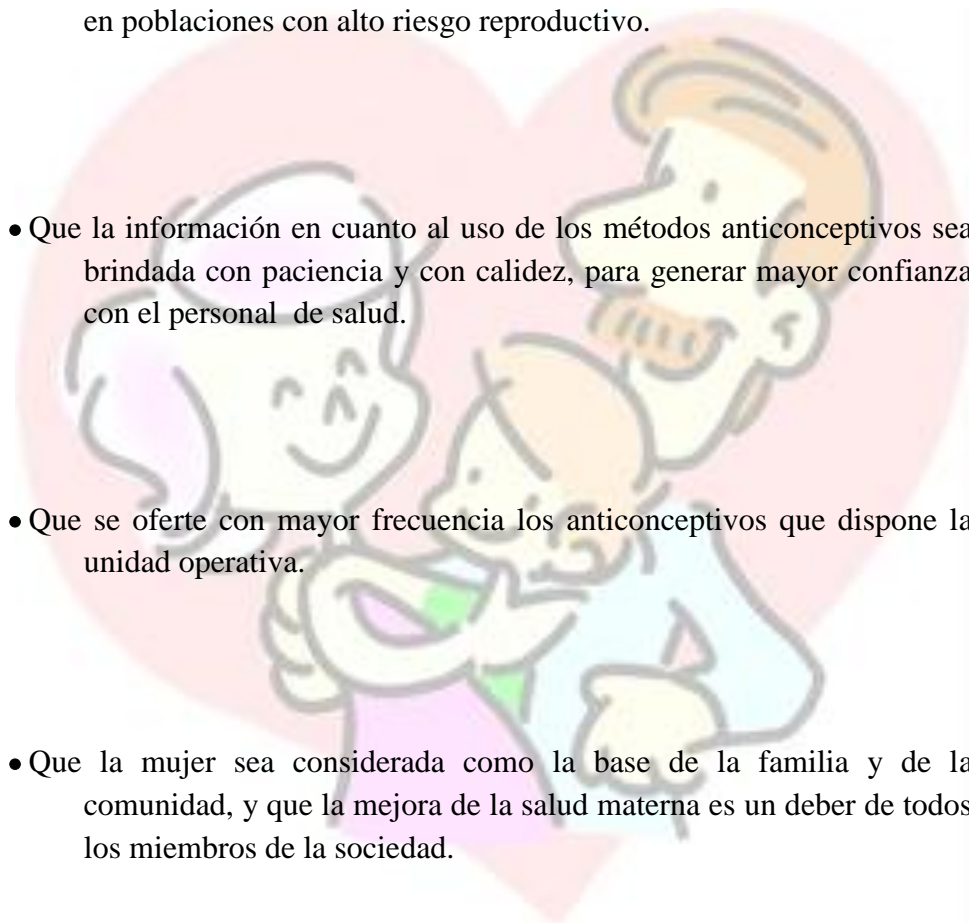 en poblaciones con alto riesgo reproductivo.
• Que la información en cuanto al uso de los métodos anticonceptivos sea
brindada con paciencia y con calidez, para generar mayor confianza
con el personal de salud.
• Que se oferte con mayor frecuencia los anticonceptivos que dispone la
unidad operativa.
• Que la mujer sea considerada como la base de la familia y de la
comunidad, y que la mejora de la salud materna es un deber de todos
los miembros de la sociedad.